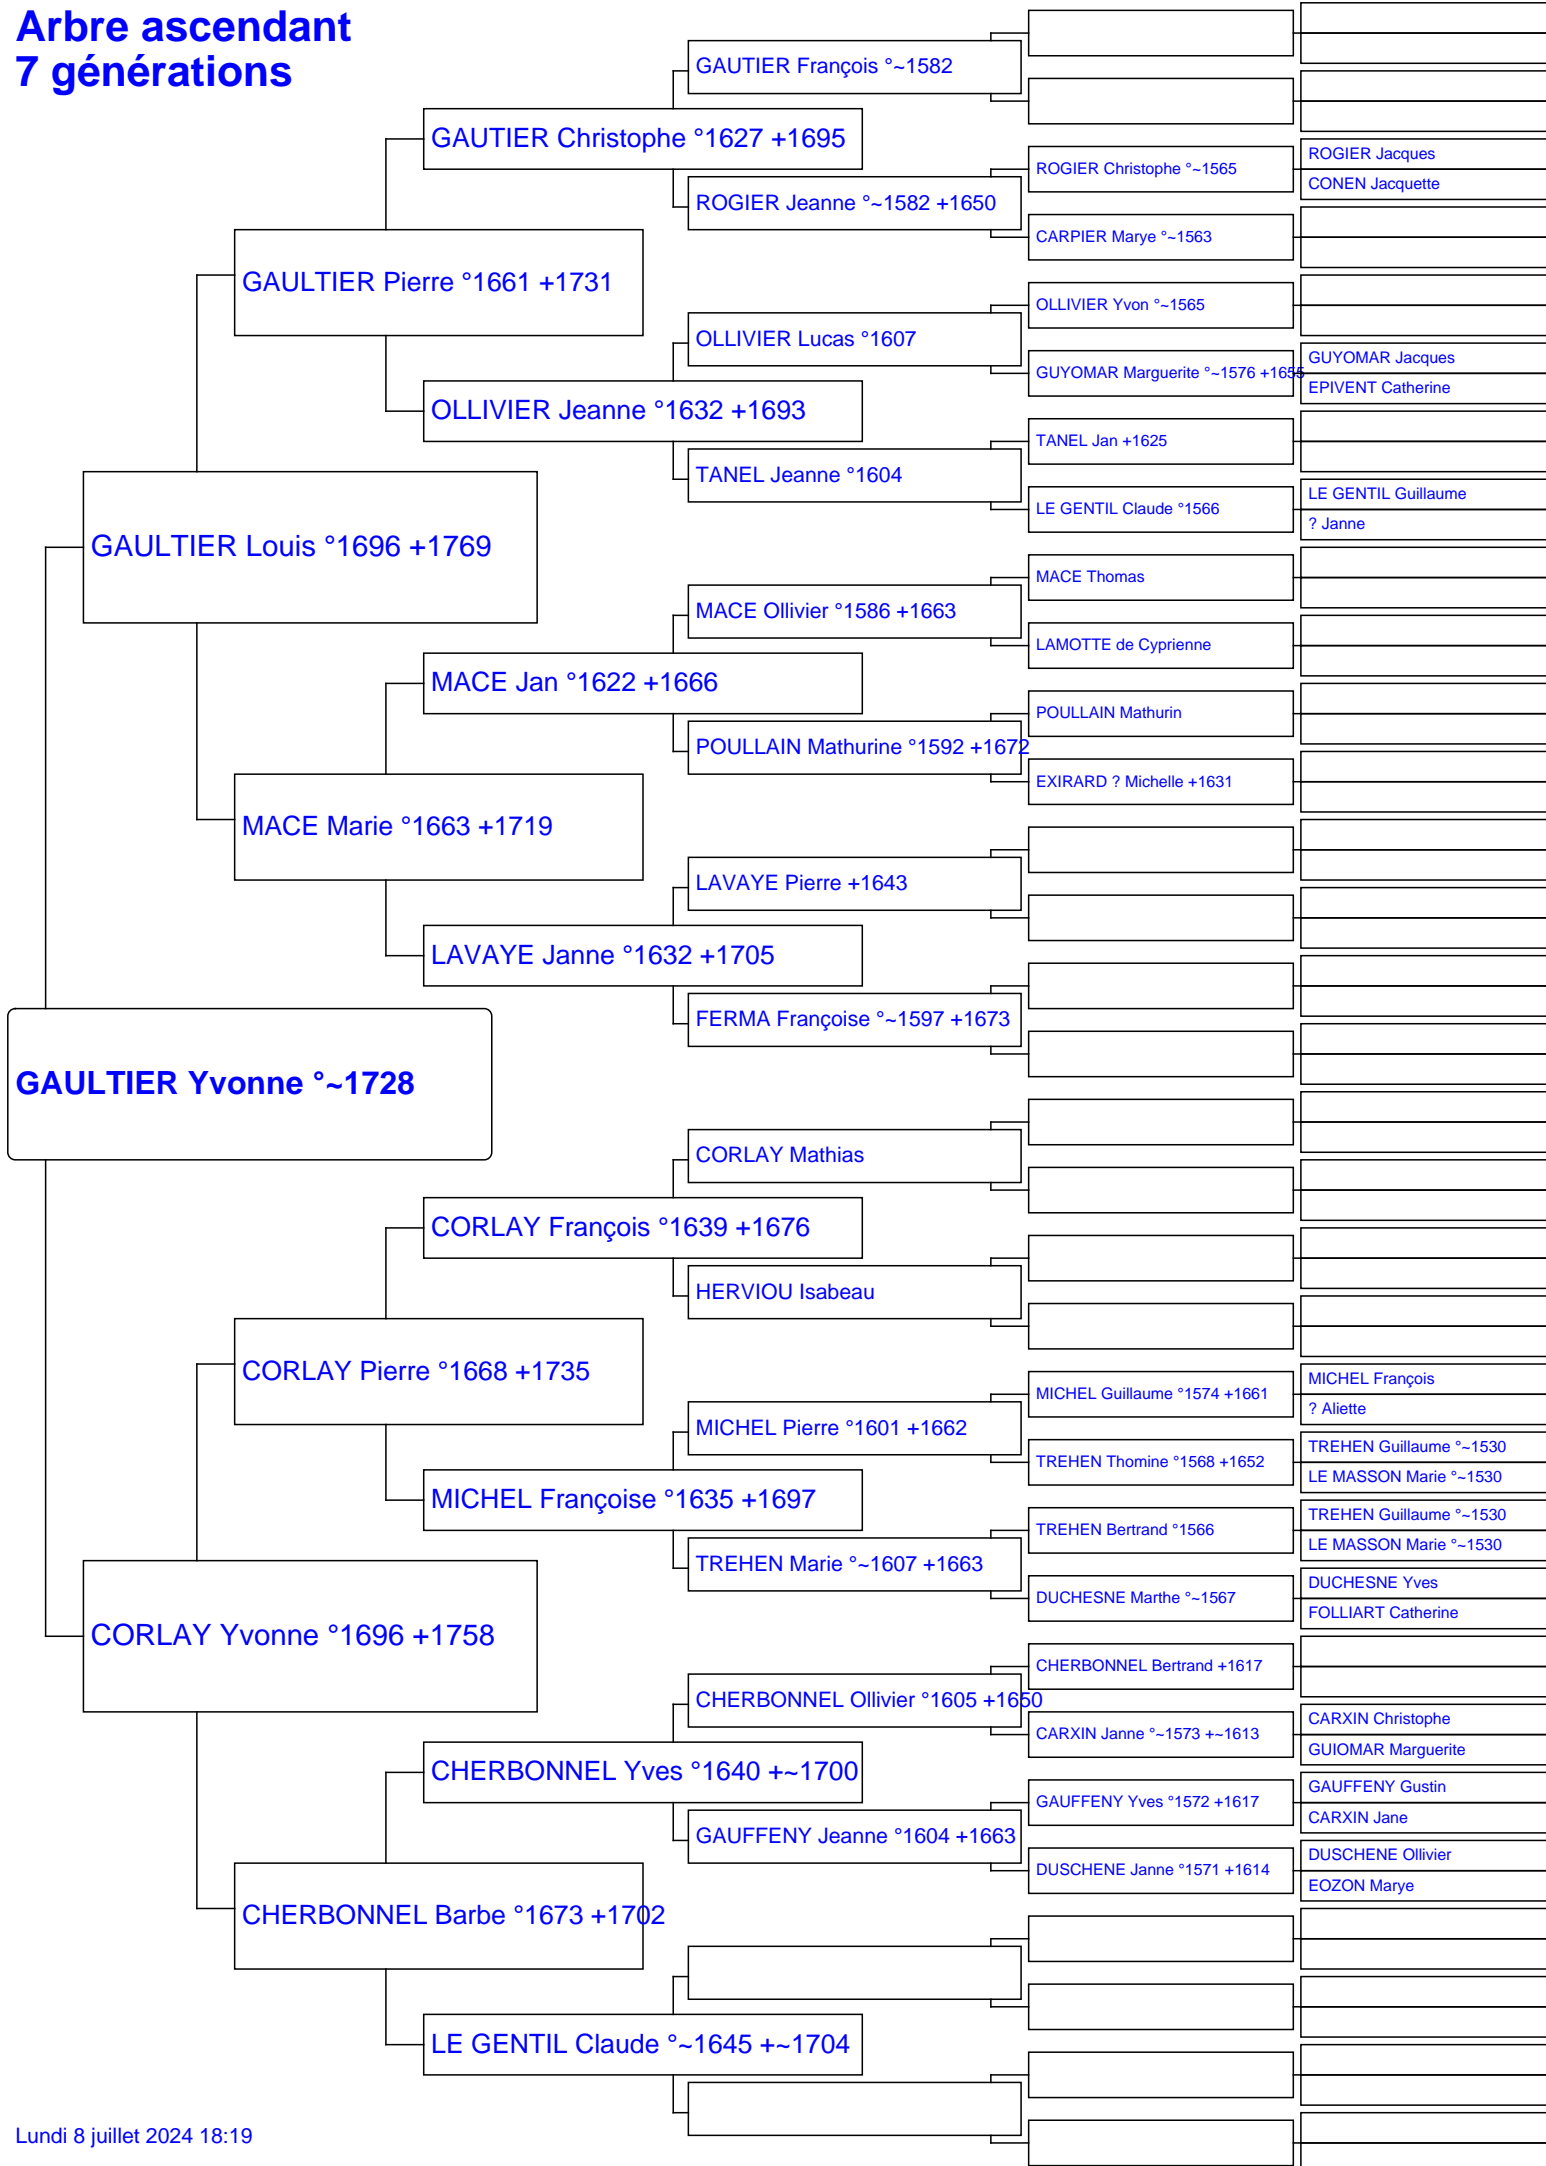 Arbre ascendant
7 générations
GAUTIER François °~1582
GAUTIER Christophe °1627 +1695
ROGIER Jacques
ROGIER Christophe °~1565
CONEN Jacquette
ROGIER Jeanne °~1582 +1650
CARPIER Marye °~1563
GAULTIER Pierre °1661 +1731
OLLIVIER Yvon °~1565
OLLIVIER Lucas °1607
GUYOMAR Jacques
GUYOMAR Marguerite °~1576 +1655
EPIVENT Catherine
OLLIVIER Jeanne °1632 +1693
TANEL Jan +1625
TANEL Jeanne °1604
LE GENTIL Guillaume
LE GENTIL Claude °1566
? Janne
GAULTIER Louis °1696 +1769
MACE Thomas
MACE Ollivier °1586 +1663
LAMOTTE de Cyprienne
MACE Jan °1622 +1666
POULLAIN Mathurin
POULLAIN Mathurine °1592 +1672
EXIRARD ? Michelle +1631
MACE Marie °1663 +1719
LAVAYE Pierre +1643
LAVAYE Janne °1632 +1705
FERMA Françoise °~1597 +1673
GAULTIER Yvonne °~1728
CORLAY Mathias
CORLAY François °1639 +1676
HERVIOU Isabeau
CORLAY Pierre °1668 +1735
MICHEL François
MICHEL Guillaume °1574 +1661
? Aliette
MICHEL Pierre °1601 +1662
TREHEN Guillaume °~1530
TREHEN Thomine °1568 +1652
LE MASSON Marie °~1530
MICHEL Françoise °1635 +1697
TREHEN Guillaume °~1530
TREHEN Bertrand °1566
LE MASSON Marie °~1530
TREHEN Marie °~1607 +1663
DUCHESNE Yves
DUCHESNE Marthe °~1567
FOLLIART Catherine
CORLAY Yvonne °1696 +1758
CHERBONNEL Bertrand +1617
CHERBONNEL Ollivier °1605 +1650
CARXIN Christophe
CARXIN Janne °~1573 +~1613
GUIOMAR Marguerite
CHERBONNEL Yves °1640 +~1700
GAUFFENY Gustin
GAUFFENY Yves °1572 +1617
CARXIN Jane
GAUFFENY Jeanne °1604 +1663
DUSCHENE Ollivier
DUSCHENE Janne °1571 +1614
EOZON Marye
CHERBONNEL Barbe °1673 +1702
LE GENTIL Claude °~1645 +~1704
Lundi 8 juillet 2024 18:19